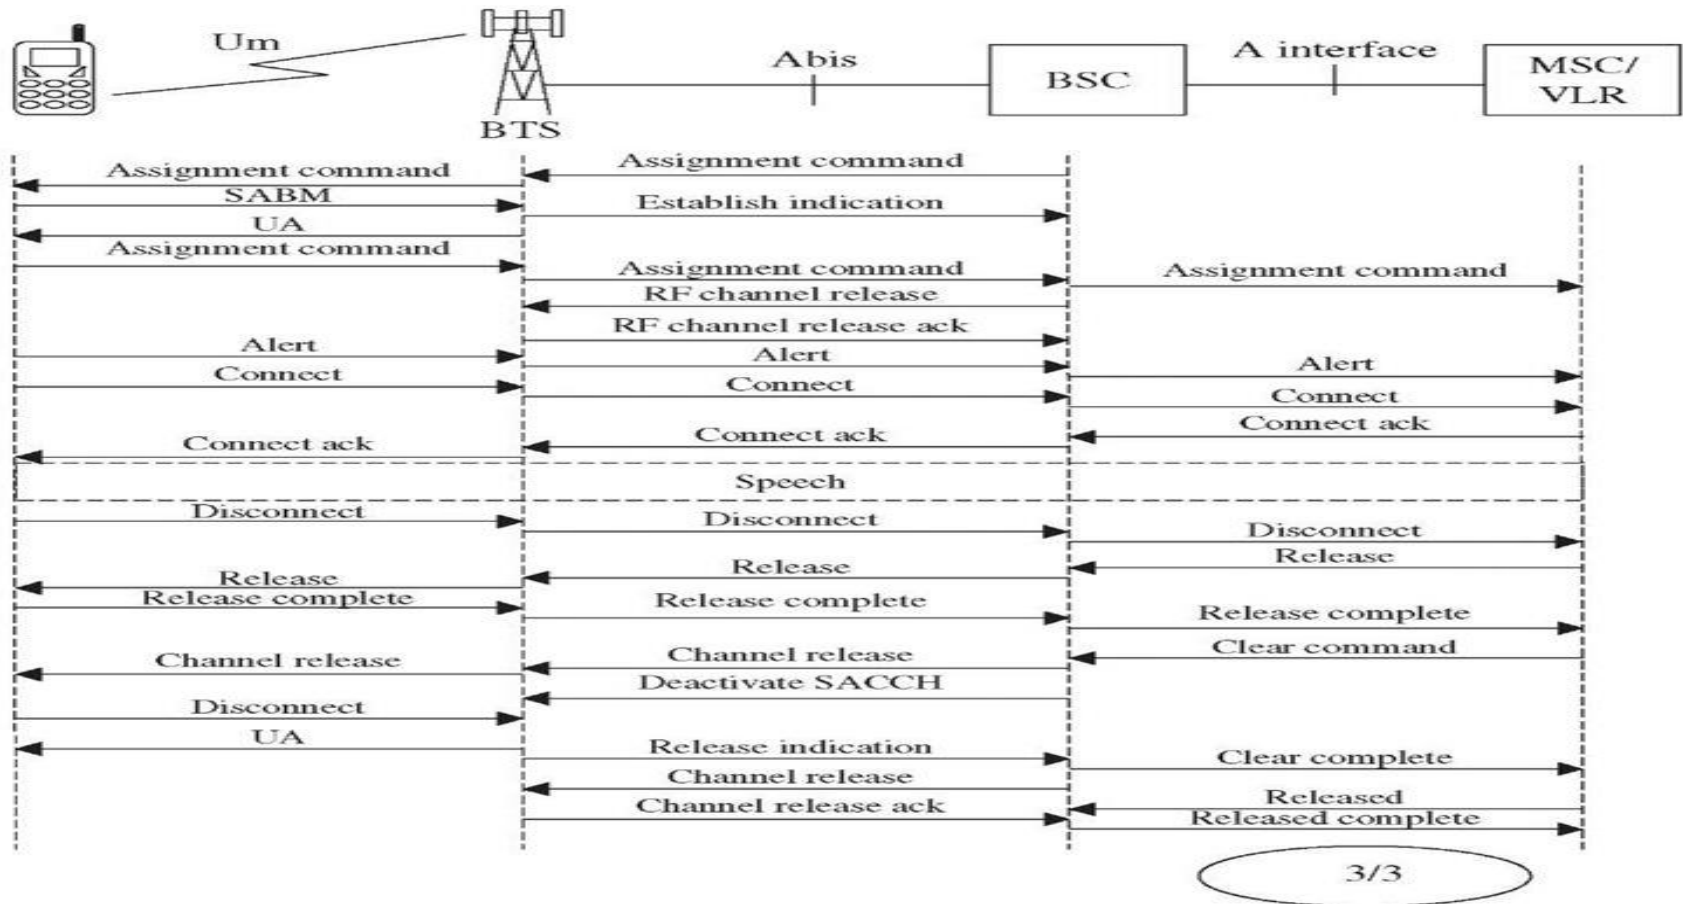 Um
BTS
Abis
BSC
A interface
MSC/
VLR
Assignment command
Assignment command
SABM
Establish indication
UA
Assignment command
Assignment command
Assignment command
RF channel release
RF channel release ack
Alert
Alert
Alert
Connect
Connect
Connect
Connect ack
Connect ack
Connect ack
Speech
Disconnect
Disconnect
Disconnect
Release
Release
Release
Release complete
Release complete
Release complete
Clear command
Channel release
Channel release
Deactivate SACCH
Disconnect
UA
Release indication
Clear complete
Channel release
Released
Channel release ack
Released complete
3/3